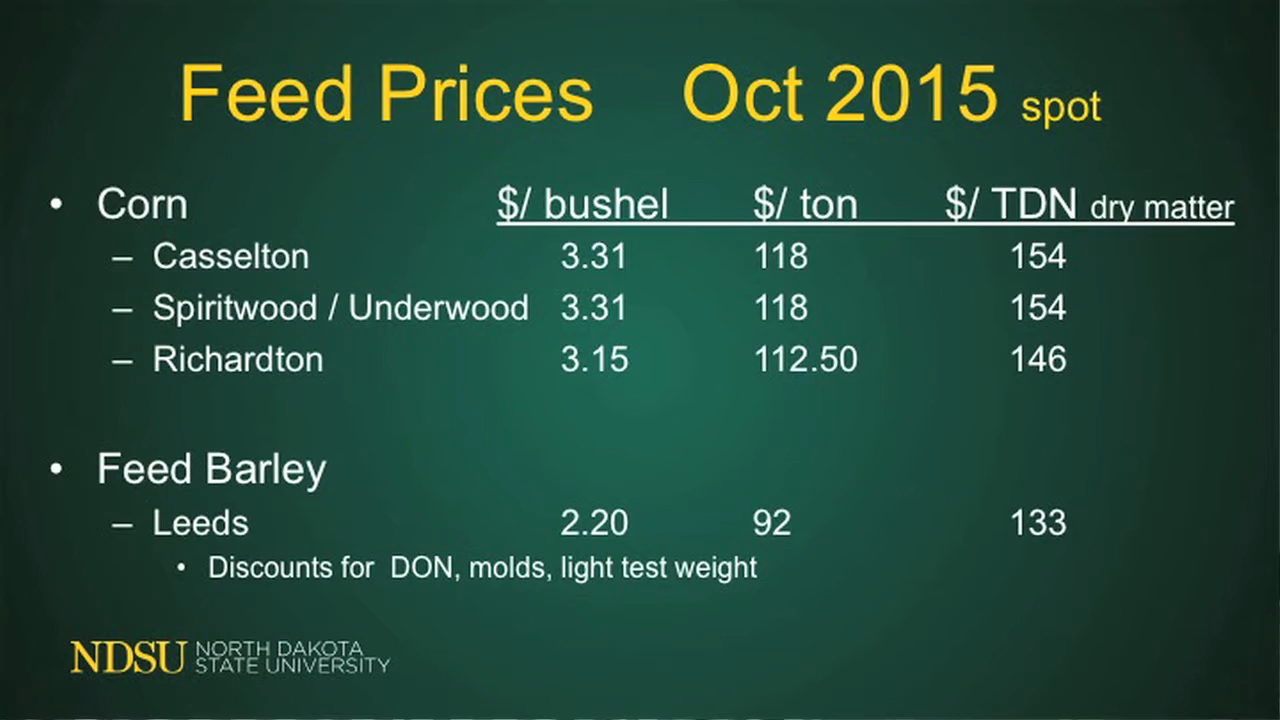 Feed Prices Oct 2015 spot
• Corn $/ bushel $/ ton $/ TDN dry matter
– Casselton 3.31 118 154
– Spiritwood / Underwood 3.31 118 154
– Richardton 3.15 112.50 146
• Feed Barley
– Leeds 2.20 92 133
• Discounts for DON, molds, light test weight
NDSU NORTH DAKOTA
STATE UNIVERSITY